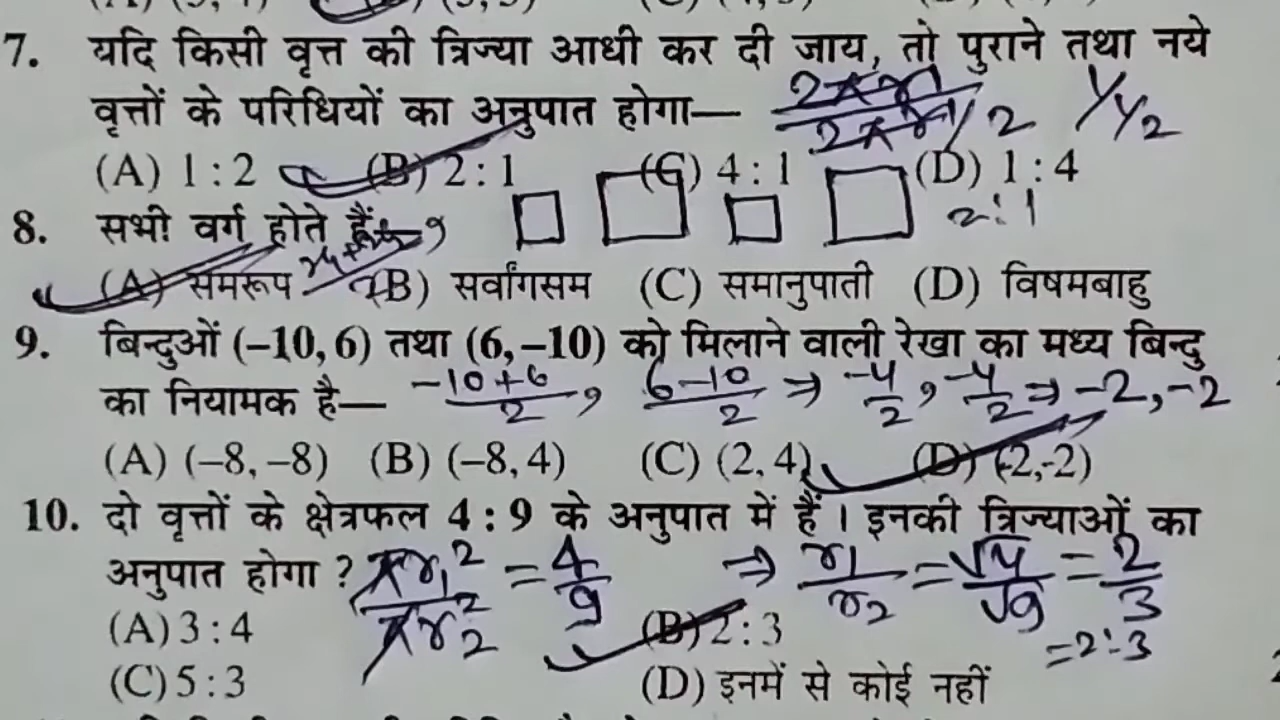 7. यदि किसी वृत्त की त्रिज्या आधी कर दी जाय, तो पुराने तथा नये
वृत्तों के परिधियों का अनुपात होगा—
(A) 1 : 2 (B) 2 : 1 (C) 4 : 1 (D) 1 : 4
2 : 1
8. सभी वर्ग होते हैं—
(A) समरूप (B) सर्वांगसम (C) समानुपाती (D) विषमबाहु
9. बिन्दुओं (–10, 6) तथा (6, –10) को मिलाने वाली रेखा का मध्य बिन्दु
का नियामक है— -10+6/2 , 6-10/2 ⇒ -4/2 , -4/2 ⇒ -2, -2
(A) (–8, –8) (B) (–8, 4) (C) (2, 4) (D) (-2,-2)
10. दो वृत्तों के क्षेत्रफल 4 : 9 के अनुपात में हैं । इनकी त्रिज्याओं का
अनुपात होगा ? πr₁²/πr₂² = 4/9 ⇒ r₁/r₂ = √4/√9 = 2/3
(A) 3 : 4 (B) 2 : 3 = 2:3
(C) 5 : 3 (D) इनमें से कोई नहीं